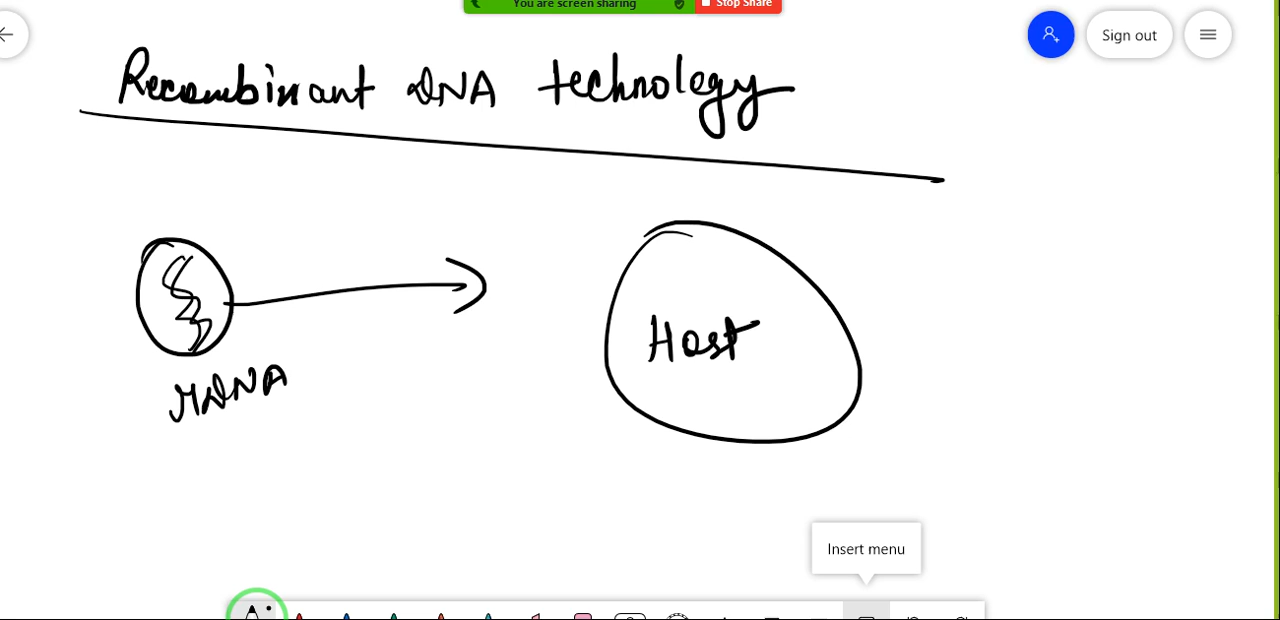 You are screen sharing
Stop Share
Sign out
Recombinant DNA technology
Host
rDNA
Insert menu